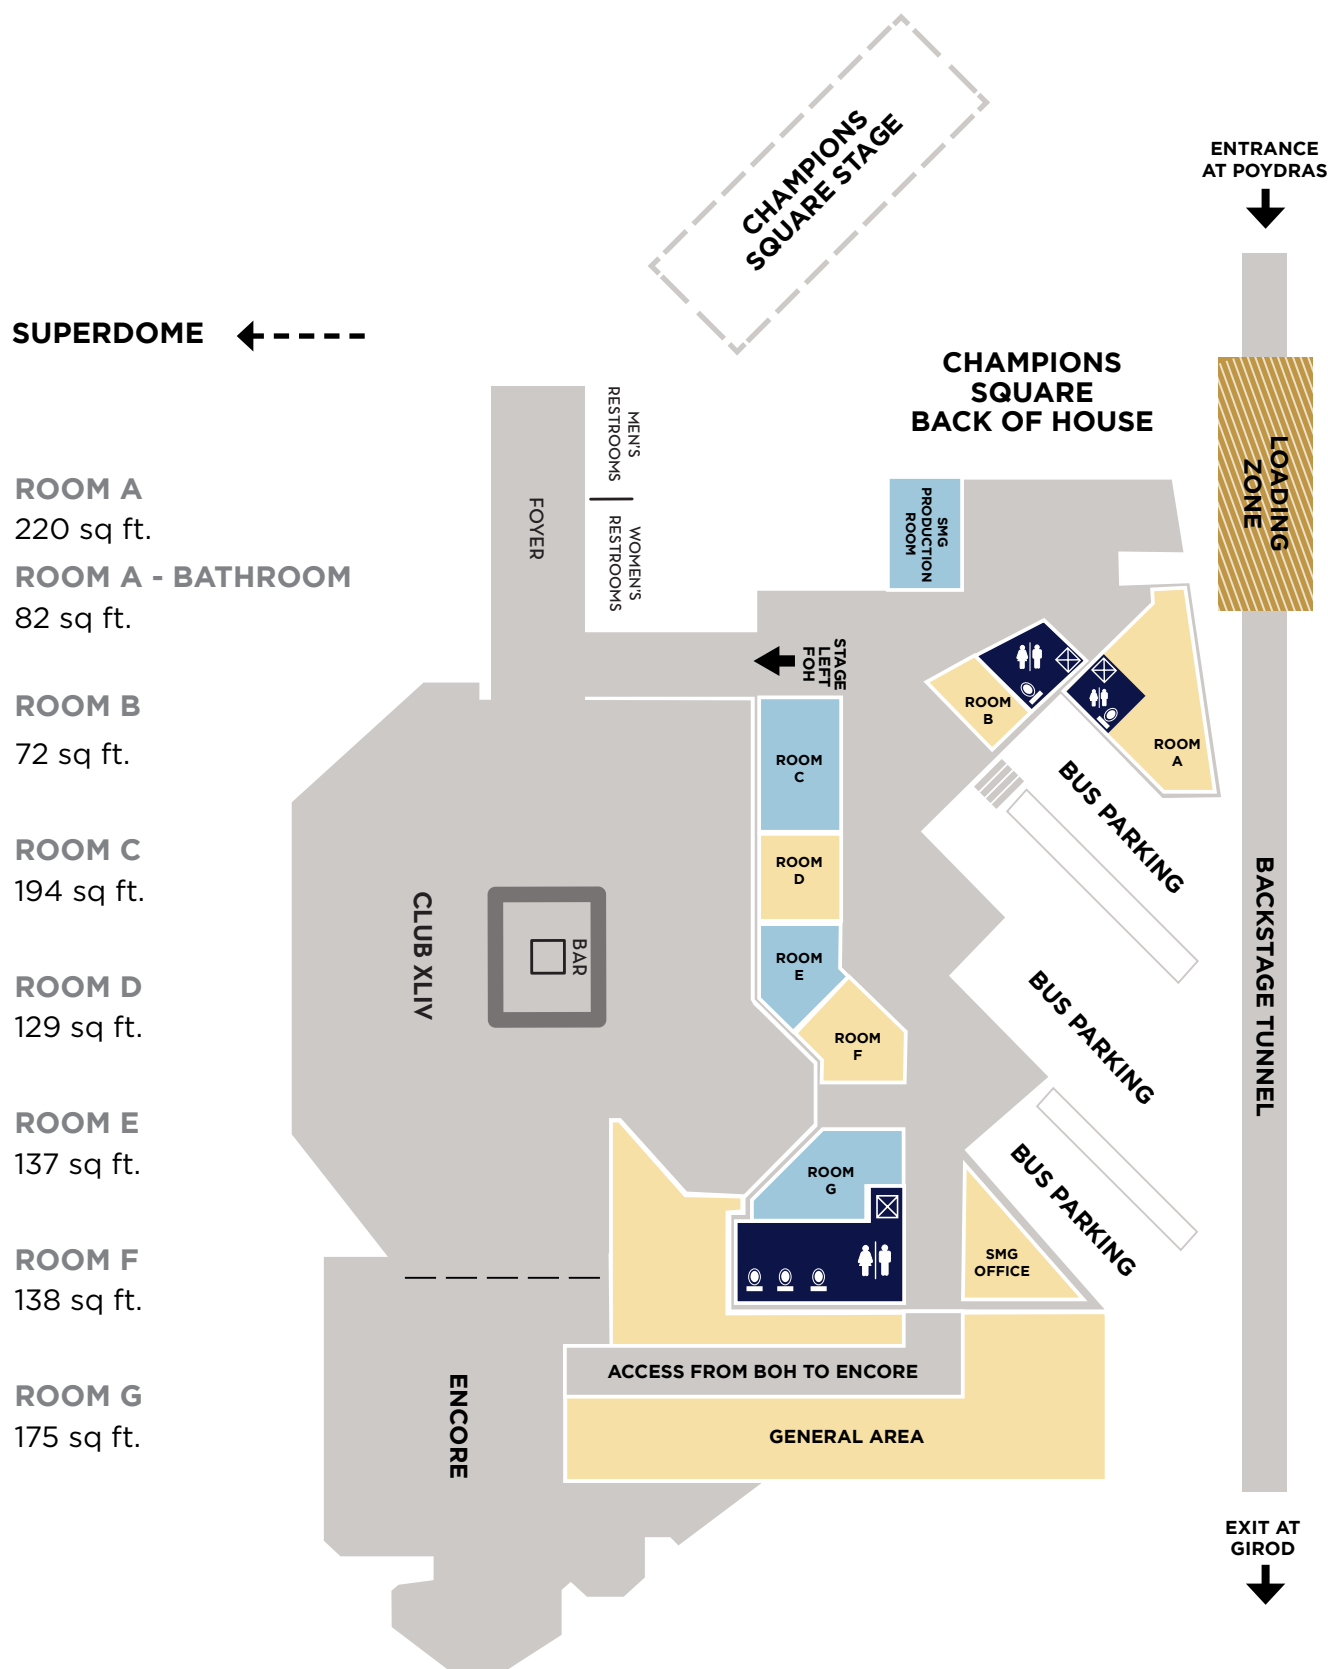 CHAMPIONS
SQUARE STAGE
ENTRANCE
AT POYDRAS
SUPERDOME
CHAMPIONS
SQUARE
BACK OF HOUSE
LOADING
ZONE
MEN'S
RESTROOMS
WOMEN'S
RESTROOMS
FOYER
SMG
PRODUCTION
ROOM
ROOM A
220 sq ft.
ROOM A - BATHROOM
82 sq ft.
ROOM B
72 sq ft.
ROOM C
194 sq ft.
ROOM D
129 sq ft.
ROOM E
137 sq ft.
ROOM F
138 sq ft.
ROOM G
175 sq ft.
STAGE
LEFT
FOH
ROOM
B
ROOM
A
ROOM
C
ROOM
D
ROOM
E
ROOM
F
ROOM
G
BUS PARKING
BUS PARKING
BUS PARKING
BACKSTAGE TUNNEL
CLUB XLIV
BAR
SMG
OFFICE
ACCESS FROM BOH TO ENCORE
GENERAL AREA
ENCORE
EXIT AT
GIROD